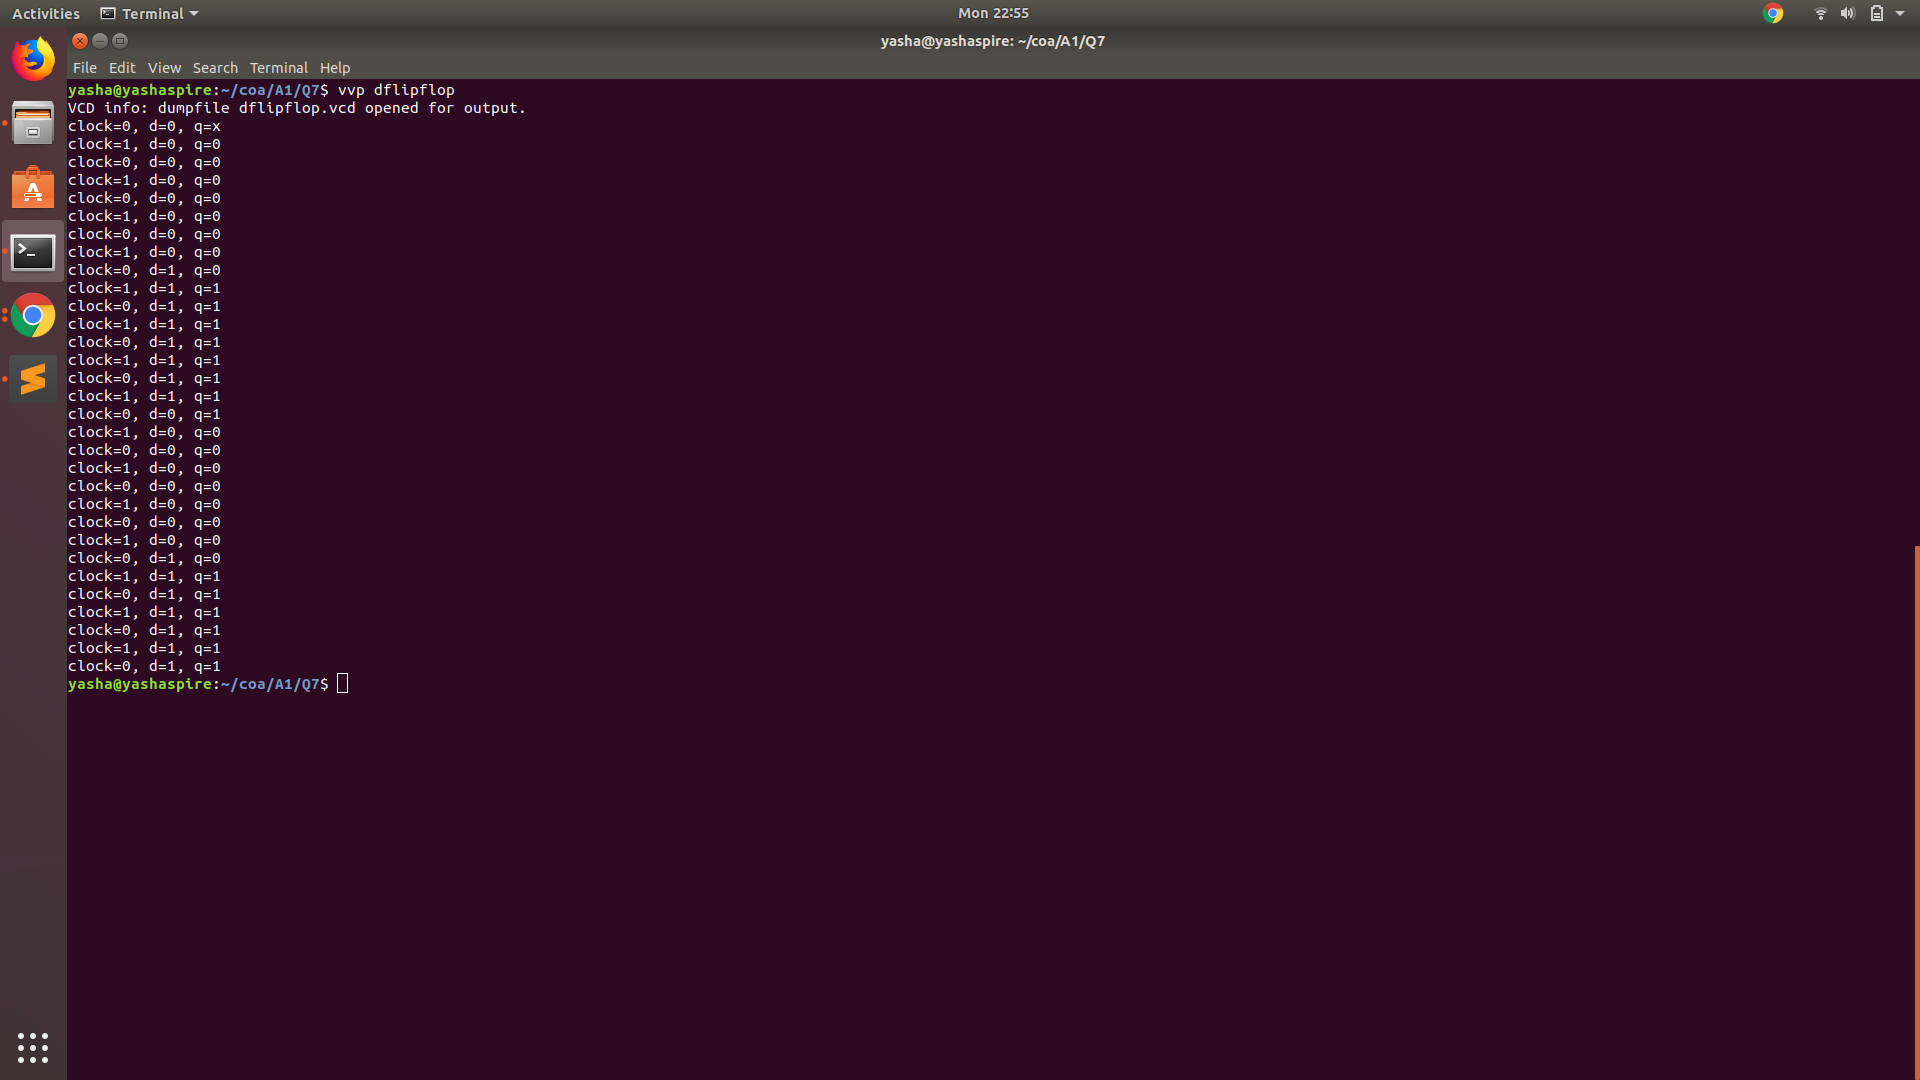 Activities Terminal Mon 22:55
yasha@yashaspire: ~/coa/A1/Q7
File Edit View Search Terminal Help
yasha@yashaspire:~/coa/A1/Q7$ vvp dflipflop
VCD info: dumpfile dflipflop.vcd opened for output.
clock=0, d=0, q=x
clock=1, d=0, q=0
clock=0, d=0, q=0
clock=1, d=0, q=0
clock=0, d=0, q=0
clock=1, d=0, q=0
clock=0, d=0, q=0
clock=1, d=0, q=0
clock=0, d=1, q=0
clock=1, d=1, q=1
clock=0, d=1, q=1
clock=1, d=1, q=1
clock=0, d=1, q=1
clock=1, d=1, q=1
clock=0, d=1, q=1
clock=1, d=1, q=1
clock=0, d=0, q=1
clock=1, d=0, q=0
clock=0, d=0, q=0
clock=1, d=0, q=0
clock=0, d=0, q=0
clock=1, d=0, q=0
clock=0, d=0, q=0
clock=1, d=0, q=0
clock=0, d=1, q=0
clock=1, d=1, q=1
clock=0, d=1, q=1
clock=1, d=1, q=1
clock=0, d=1, q=1
clock=1, d=1, q=1
clock=0, d=1, q=1
yasha@yashaspire:~/coa/A1/Q7$